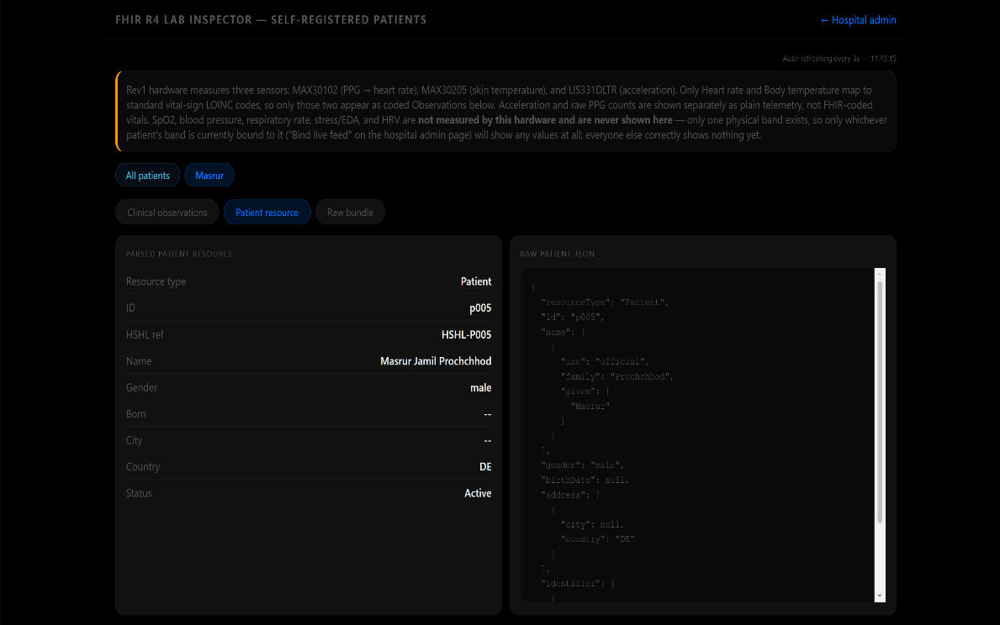 FHIR R4 LAB INSPECTOR — SELF-REGISTERED PATIENTS
← Hospital admin
Auto-refreshing every 3s — 11:43:15
Rev1 hardware measures three sensors: MAX30102 (PPG → heart rate), MAX30205 (skin temperature), and LIS331DLTR (acceleration). Only Heart rate and Body temperature map to
standard vital-sign LOINC codes, so only those two appear as coded Observations below. Acceleration and raw PPG counts are shown separately as plain telemetry, not FHIR-coded
vitals. SpO2, blood pressure, respiratory rate, stress/EDA, and HRV are not measured by this hardware and are never shown here — only one physical band exists, so only whichever
patient's band is currently bound to it ("Bind live feed" on the hospital admin page) will show any values at all; everyone else correctly shows nothing yet.
All patients
Masrur
Clinical observations
Patient resource
Raw bundle
PARSED PATIENT RESOURCE
Resource type Patient
ID p005
HSHL ref HSHL-P005
Name Masrur Jamil Prochchhod
Gender male
Born --
City --
Country DE
Status Active
RAW PATIENT JSON
{
"resourceType": "Patient",
"id": "p005",
"name": [
{
"use": "official",
"family": "Prochchhod",
"given": [
"Masrur"
]
}
],
"gender": "male",
"birthDate": null,
"address": [
{
"city": null,
"country": "DE"
}
],
"identifier": [
{